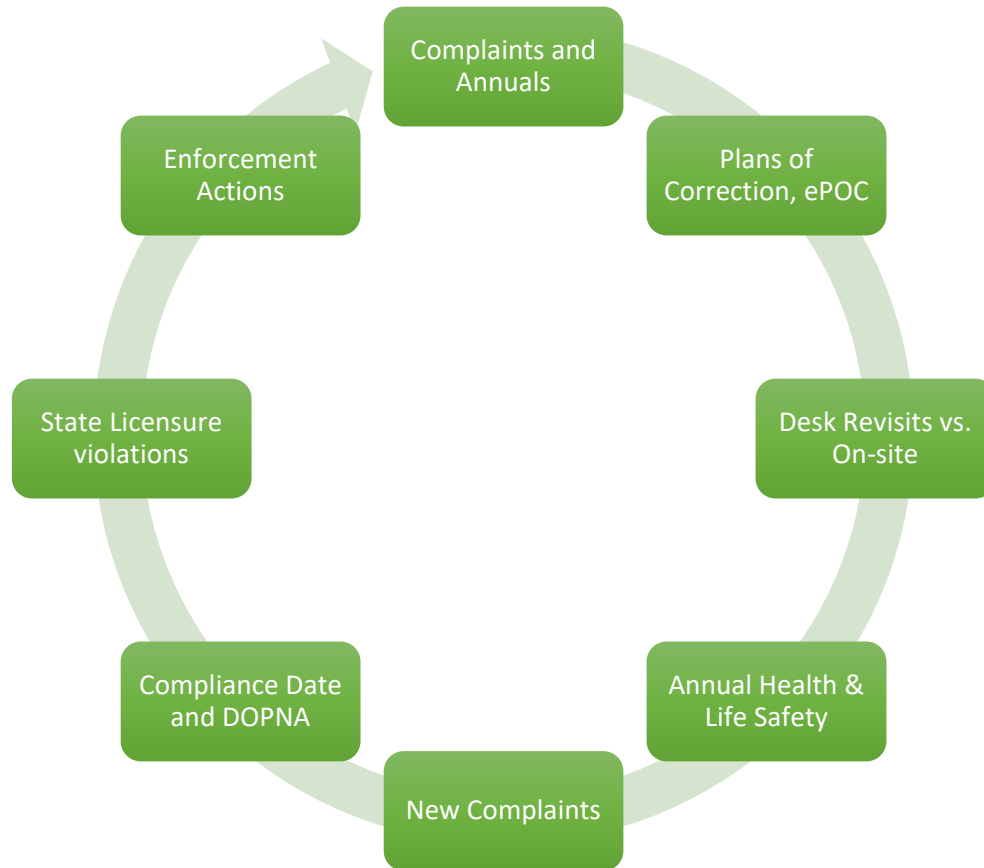 Complaints and
Annuals
Plans of
Correction, ePOC
Desk Revisits vs.
On-site
Annual Health &
Life Safety
New Complaints
Compliance Date
and DOPNA
State Licensure
violations
Enforcement
Actions